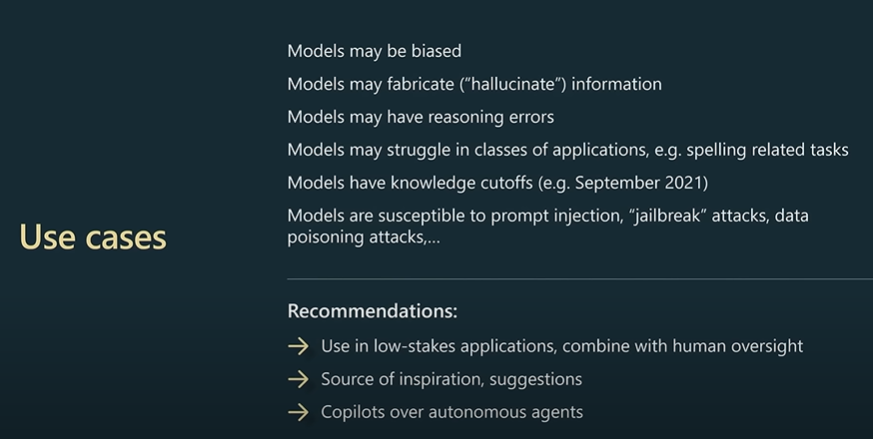 Models may be biased
Models may fabricate (“hallucinate”) information
Models may have reasoning errors
Models may struggle in classes of applications, e.g. spelling related tasks
Models have knowledge cutoffs (e.g. September 2021)
Models are susceptible to prompt injection, “jailbreak” attacks, data
poisoning attacks,...
Use cases
Recommendations:
→ Use in low-stakes applications, combine with human oversight
→ Source of inspiration, suggestions
→ Copilots over autonomous agents